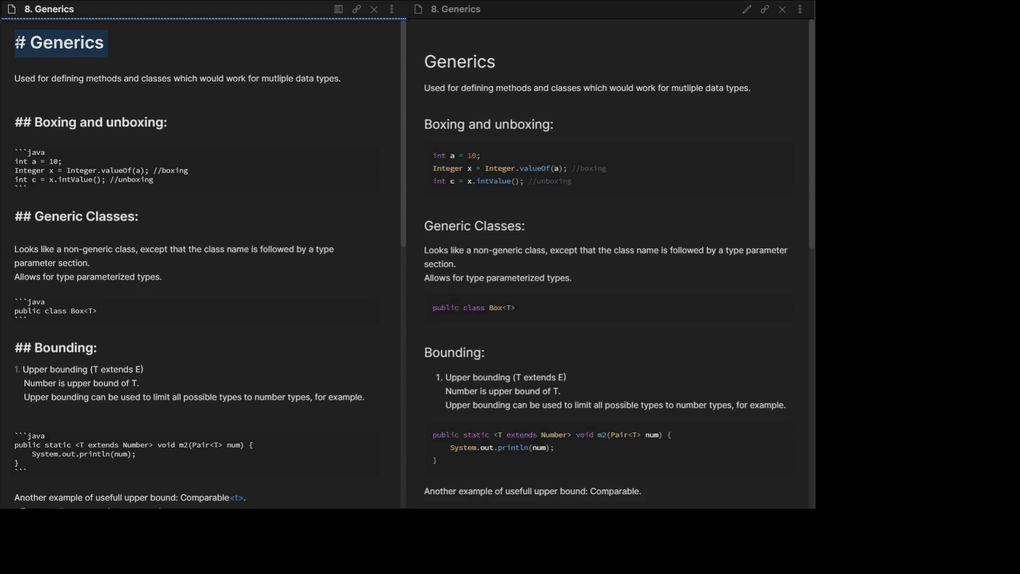 8. Generics
# Generics
Used for defining methods and classes which would work for mutliple data types.
## Boxing and unboxing:
```java
int a = 10;
Integer x = Integer.valueOf(a); //boxing
int c = x.intValue(); //unboxing
```
## Generic Classes:
Looks like a non-generic class, except that the class name is followed by a type
parameter section.
Allows for type parameterized types.
```java
public class Box<T>
```
## Bounding:
1. Upper bounding (T extends E)
Number is upper bound of T.
Upper bounding can be used to limit all possible types to number types, for example.
```java
public static <T extends Number> void m2(Pair<T> num) {
System.out.println(num);
}
```
Another example of usefull upper bound: Comparable<t>.
8. Generics
Generics
Used for defining methods and classes which would work for mutliple data types.
Boxing and unboxing:
int a = 10;
Integer x = Integer.valueOf(a); //boxing
int c = x.intValue(); //unboxing
Generic Classes:
Looks like a non-generic class, except that the class name is followed by a type parameter
section.
Allows for type parameterized types.
public class Box<T>
Bounding:
1. Upper bounding (T extends E)
Number is upper bound of T.
Upper bounding can be used to limit all possible types to number types, for example.
public static <T extends Number> void m2(Pair<T> num) {
System.out.println(num);
}
Another example of usefull upper bound: Comparable.